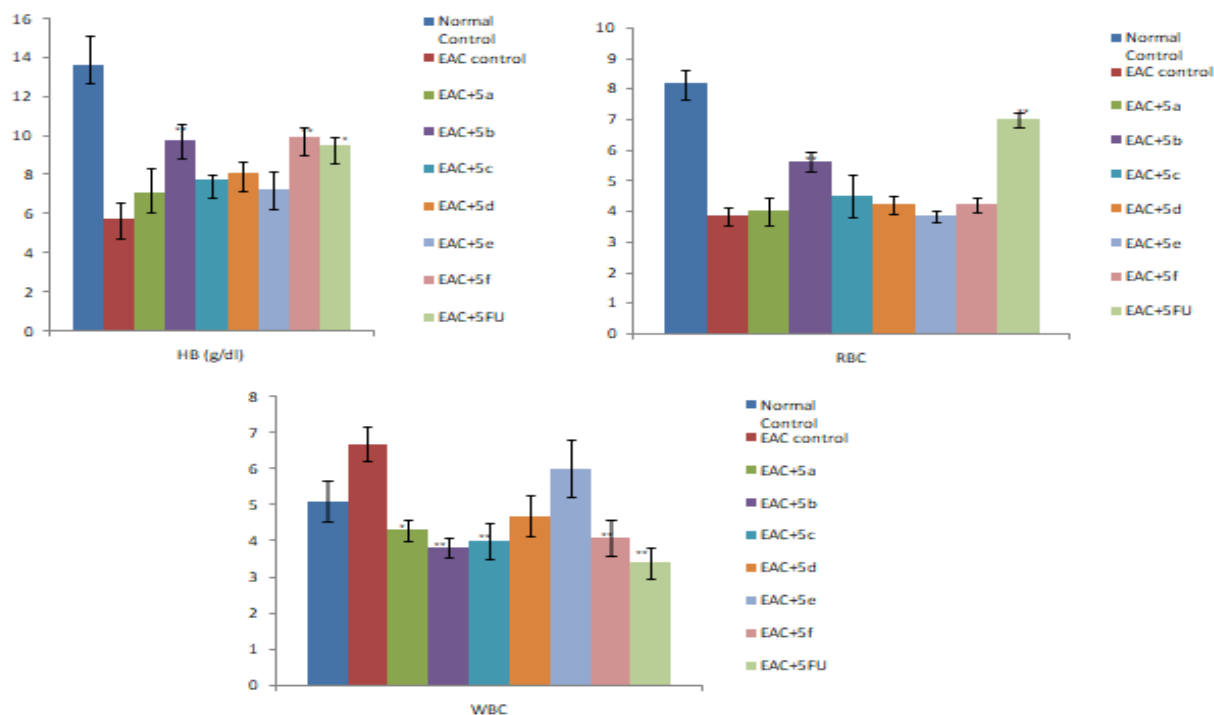 16
14
12
10
8
6
4
2
0
**
**
*
HB (g/dl)
Normal
Control
EAC control
EAC+5a
EAC+5b
EAC+5c
EAC+5d
EAC+5e
EAC+5f
EAC+5FU
10
9
8
7
6
5
4
3
2
1
0
**
**
RBC
Normal
Control
EAC control
EAC+5a
EAC+5b
EAC+5c
EAC+5d
EAC+5e
EAC+5f
EAC+5FU
8
7
6
5
4
3
2
1
0
*
**
**
**
**
WBC
Normal
Control
EAC control
EAC+5a
EAC+5b
EAC+5c
EAC+5d
EAC+5e
EAC+5f
EAC+5FU